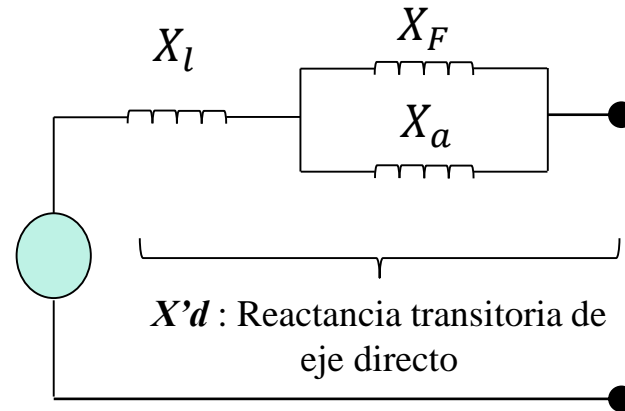 X_l
X_F
X_a
X'd : Reactancia transitoria de
eje directo